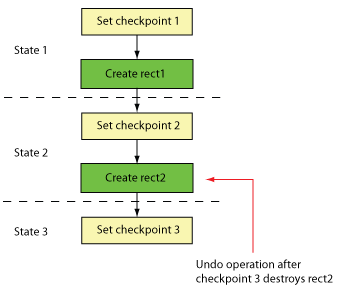 Set checkpoint 1
State 1
Create rect1
Set checkpoint 2
State 2
Create rect2
State 3
Set checkpoint 3
Undo operation after
checkpoint 3 destroys rect2